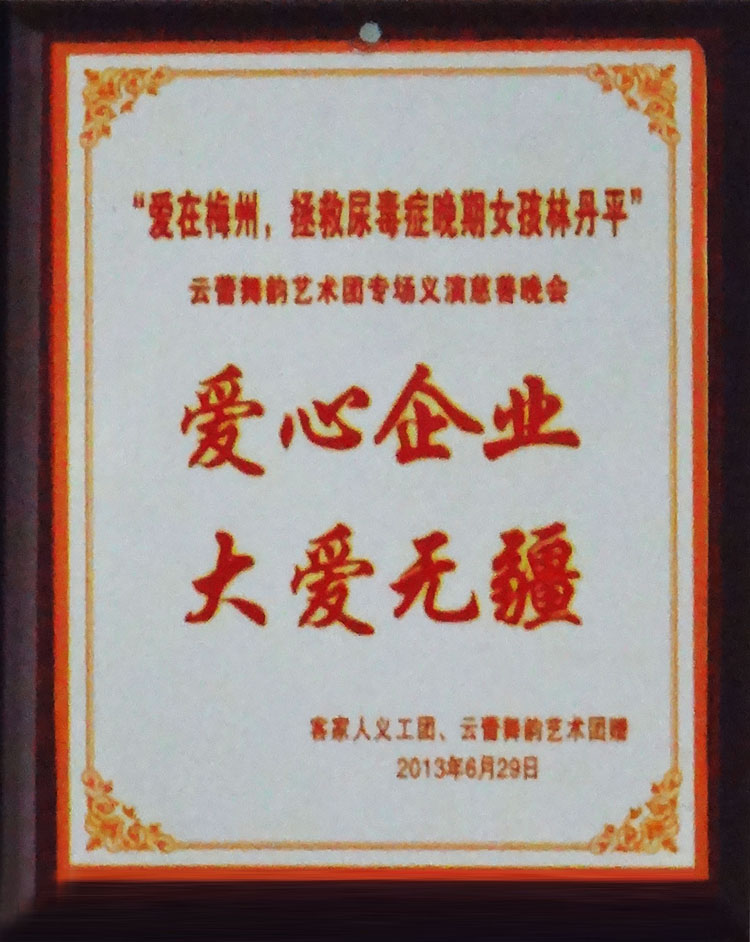 “爱在梅州，拯救尿毒症晚期女孩林丹平”
云蕾舞韵艺术团专场义演慈善晚会
爱心企业
大爱无疆
客家人义工团、云蕾舞韵艺术团赠
2013年6月29日